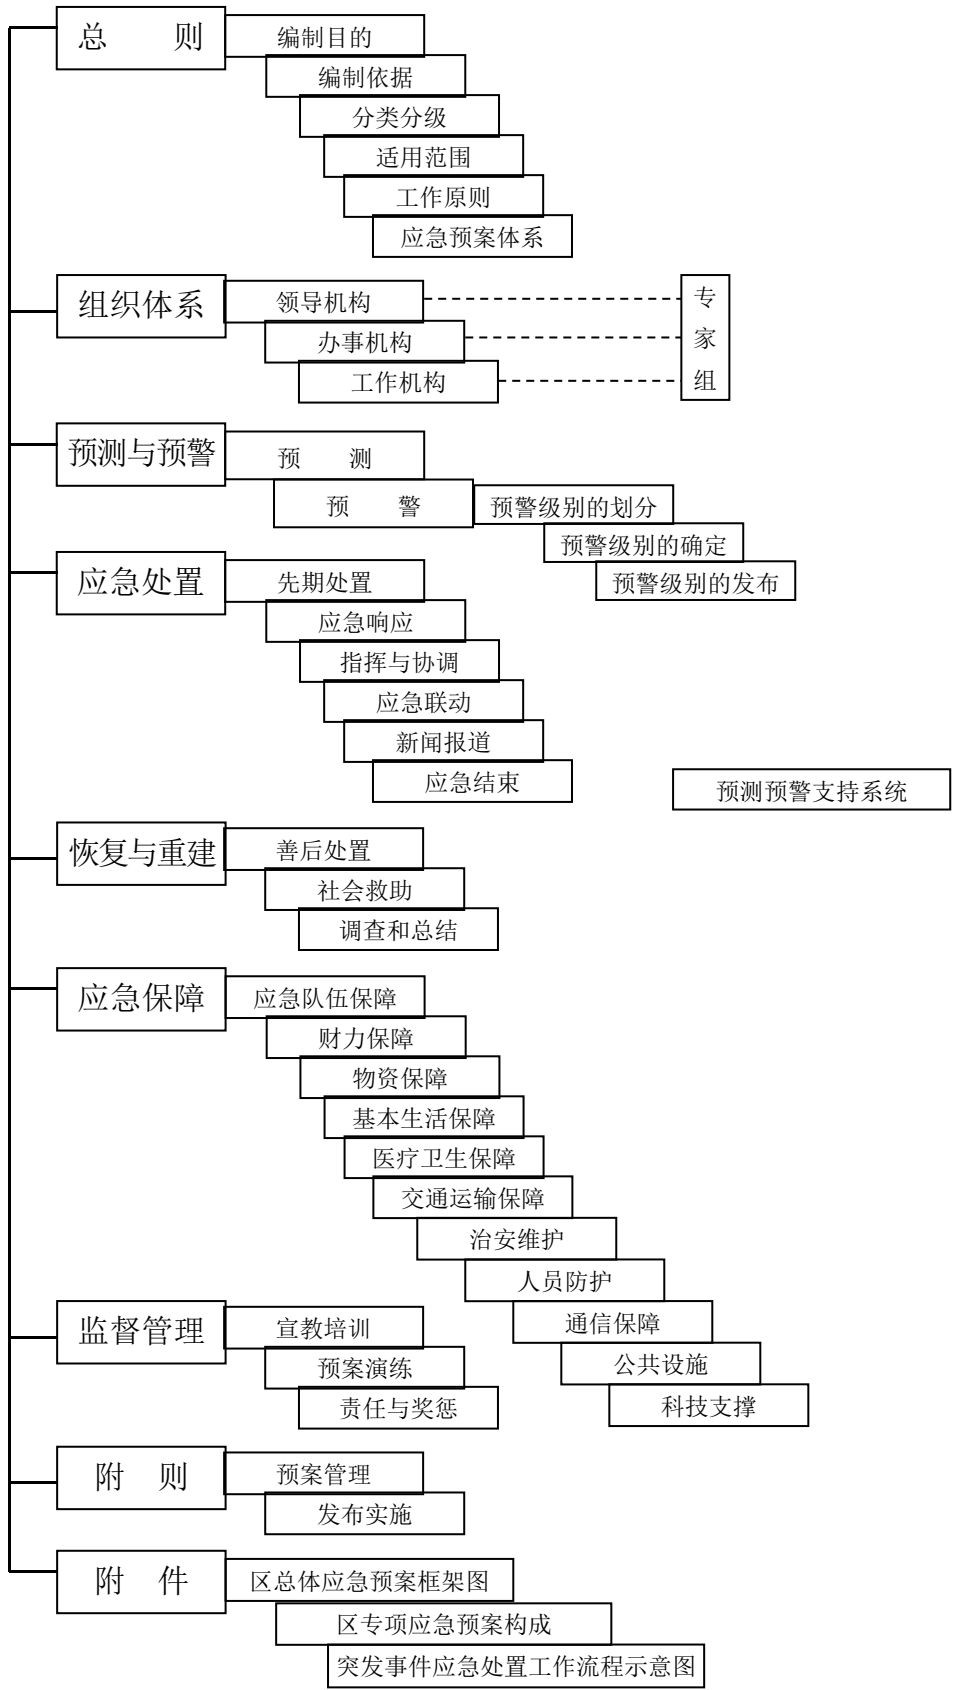 总 则
编制目的
编制依据
分类分级
适用范围
工作原则
应急预案体系
组织体系
领导机构
办事机构
工作机构
专
家
组
预测与预警
预 测
预 警
预警级别的划分
预警级别的确定
预警级别的发布
应急处置
先期处置
应急响应
指挥与协调
应急联动
新闻报道
应急结束
预测预警支持系统
恢复与重建
善后处置
社会救助
调查和总结
应急保障
应急队伍保障
财力保障
物资保障
基本生活保障
医疗卫生保障
交通运输保障
治安维护
人员防护
通信保障
公共设施
科技支撑
监督管理
宣教培训
预案演练
责任与奖惩
附 则
预案管理
发布实施
附 件
区总体应急预案框架图
区专项应急预案构成
突发事件应急处置工作流程示意图